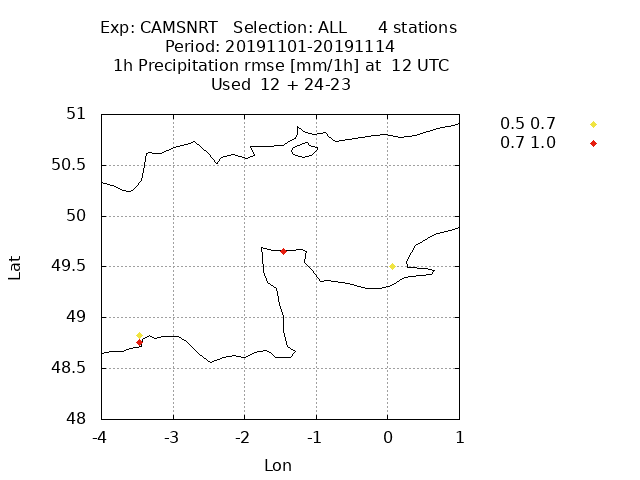 Exp: CAMSNRT Selection: ALL 4 stations
Period: 20191101-20191114
1h Precipitation rmse [mm/1h] at 12 UTC
Used 12 + 24-23
0.5 0.7
0.7 1.0
51
50.5
50
49.5
49
48.5
48
Lat
-4 -3 -2 -1 0 1
Lon